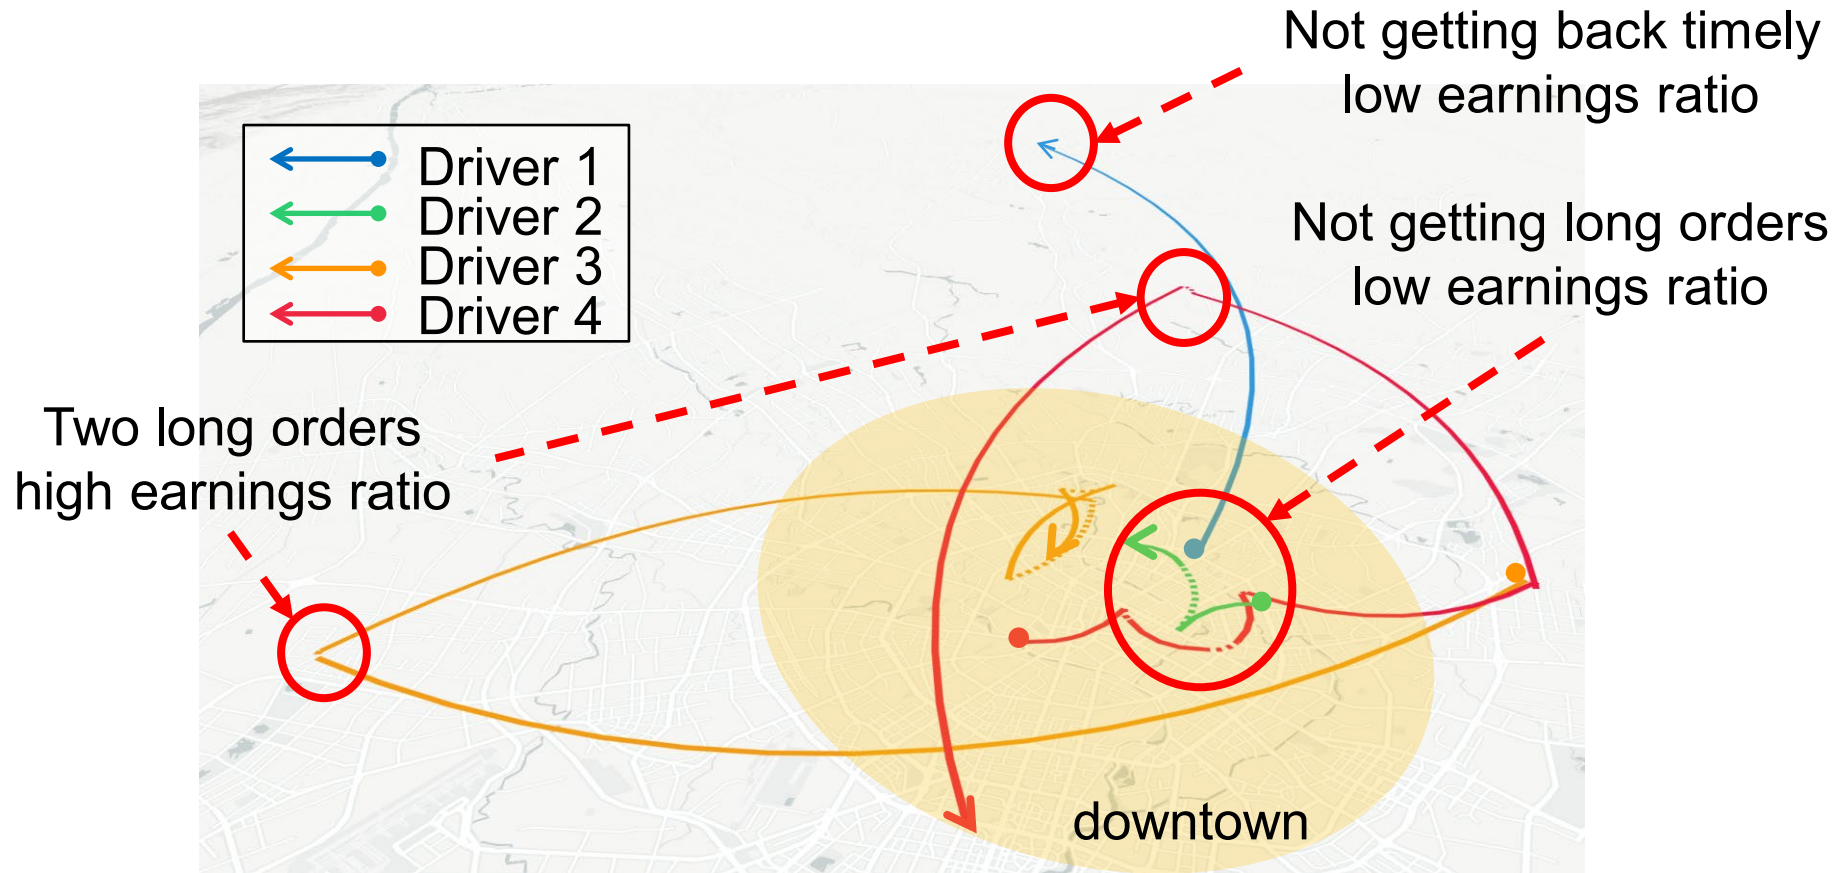 Not getting back timely
low earnings ratio
Driver 1
Driver 2
Driver 3
Driver 4
Not getting long orders
low earnings ratio
Two long orders
high earnings ratio
downtown